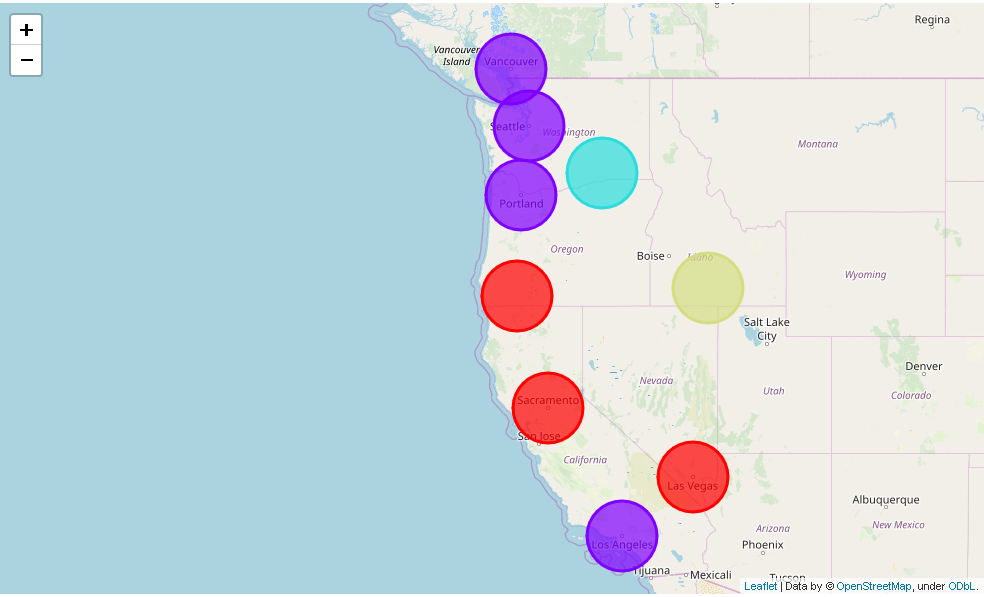 +
−
Regina
Vancouver
Island
Vancouver
Seattle
Washington
Montana
Portland
Oregon
Boise
Idaho
Wyoming
Salt Lake
City
Nevada
Denver
Utah
Colorado
Sacramento
San Jose
California
Las Vegas
Albuquerque
New Mexico
Arizona
Phoenix
Los Angeles
Tijuana
Mexicali
Tucson
Leaflet | Data by © OpenStreetMap, under ODbL.